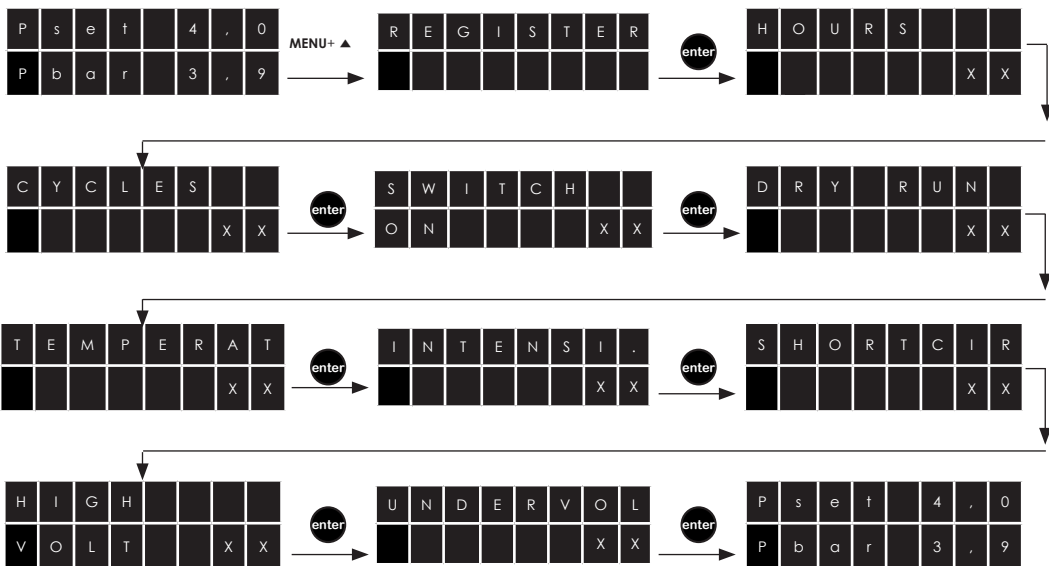 Pset 4,0
Pbar 3,9
MENU+ ▲
REGISTER
enter
HOURS
XX
CYCLES
XX
enter
SWITCH
ON XX
enter
DRY RUN
XX
TEMPERAT
XX
enter
INTENSI.
XX
enter
SHORTCIR
XX
HIGH
VOLT XX
enter
UNDERVOL
XX
enter
Pset 4,0
Pbar 3,9